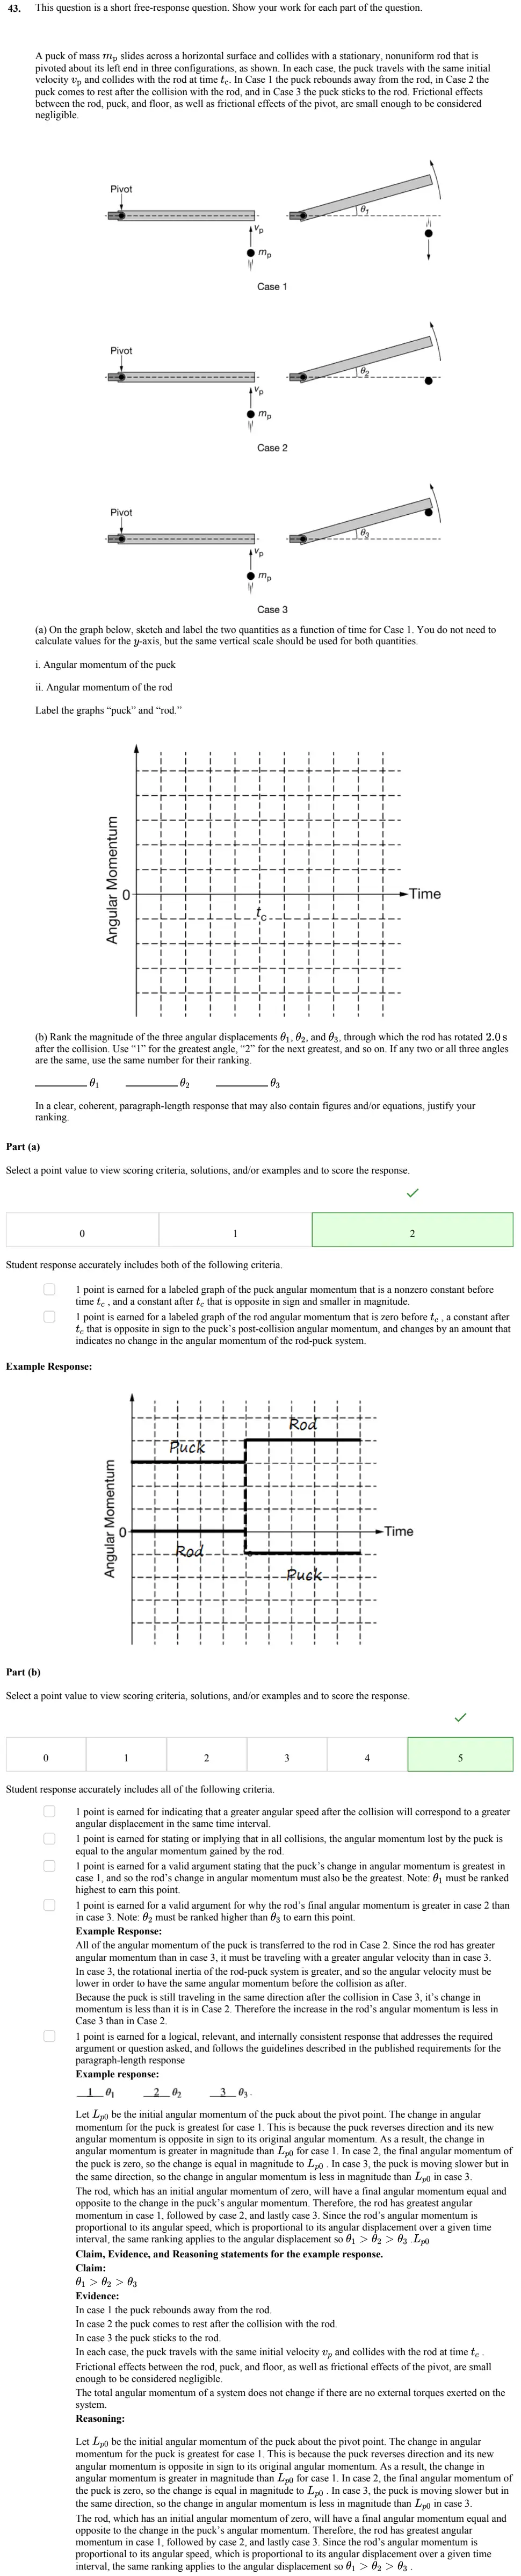 43. This question is a short free-response question. Show your work for each part of the question.
A puck of mass mp slides across a horizontal surface and collides with a stationary, nonuniform rod that is
pivoted about its left end in three configurations, as shown. In each case, the puck travels with the same initial
velocity vp and collides with the rod at time tc. In Case 1 the puck rebounds away from the rod, in Case 2 the
puck comes to rest after the collision with the rod, and in Case 3 the puck sticks to the rod. Frictional effects
between the rod, puck, and floor, as well as frictional effects of the pivot, are small enough to be considered
negligible.
Pivot
θ1
vp
mp
Case 1
Pivot
θ2
vp
mp
Case 2
Pivot
θ3
vp
mp
Case 3
(a) On the graph below, sketch and label the two quantities as a function of time for Case 1. You do not need to
calculate values for the y-axis, but the same vertical scale should be used for both quantities.
i. Angular momentum of the puck
ii. Angular momentum of the rod
Label the graphs “puck” and “rod.”
Angular Momentum
0
Time
tc
(b) Rank the magnitude of the three angular displacements θ1, θ2, and θ3, through which the rod has rotated 2.0 s
after the collision. Use “1” for the greatest angle, “2” for the next greatest, and so on. If any two or all three angles
are the same, use the same number for their ranking.
________ θ1 ________ θ2 ________ θ3
In a clear, coherent, paragraph-length response that may also contain figures and/or equations, justify your
ranking.
Part (a)
Select a point value to view scoring criteria, solutions, and/or examples and to score the response.
0 1 2
Student response accurately includes both of the following criteria.
1 point is earned for a labeled graph of the puck angular momentum that is a nonzero constant before
time tc , and a constant after tc that is opposite in sign and smaller in magnitude.
1 point is earned for a labeled graph of the rod angular momentum that is zero before tc , a constant after
tc that is opposite in sign to the puck’s post-collision angular momentum, and changes by an amount that
indicates no change in the angular momentum of the rod-puck system.
Example Response:
Rod
Puck
Angular Momentum
0
Time
Rod
Puck
Part (b)
Select a point value to view scoring criteria, solutions, and/or examples and to score the response.
0 1 2 3 4 5
Student response accurately includes all of the following criteria.
1 point is earned for indicating that a greater angular speed after the collision will correspond to a greater
angular displacement in the same time interval.
1 point is earned for stating or implying that in all collisions, the angular momentum lost by the puck is
equal to the angular momentum gained by the rod.
1 point is earned for a valid argument stating that the puck’s change in angular momentum is greatest in
case 1, and so the rod’s change in angular momentum must also be the greatest. Note: θ1 must be ranked
highest to earn this point.
1 point is earned for a valid argument for why the rod’s final angular momentum is greater in case 2 than
in case 3. Note: θ2 must be ranked higher than θ3 to earn this point.
Example Response:
All of the angular momentum of the puck is transferred to the rod in Case 2. Since the rod has greater
angular momentum than in case 3, it must be traveling with a greater angular velocity than in case 3.
In case 3, the rotational inertia of the rod-puck system is greater, and so the angular velocity must be
lower in order to have the same angular momentum before the collision as after.
Because the puck is still traveling in the same direction after the collision in Case 3, it’s change in
momentum is less than it is in Case 2. Therefore the increase in the rod’s angular momentum is less in
Case 3 than in Case 2.
1 point is earned for a logical, relevant, and internally consistent response that addresses the required
argument or question asked, and follows the guidelines described in the published requirements for the
paragraph-length response
Example response:
1 θ1 2 θ2 3 θ3 .
Let Lp0 be the initial angular momentum of the puck about the pivot point. The change in angular
momentum for the puck is greatest for case 1. This is because the puck reverses direction and its new
angular momentum is opposite in sign to its original angular momentum. As a result, the change in
angular momentum is greater in magnitude than Lp0 for case 1. In case 2, the final angular momentum of
the puck is zero, so the change is equal in magnitude to Lp0 . In case 3, the puck is moving slower but in
the same direction, so the change in angular momentum is less in magnitude than Lp0 in case 3.
The rod, which has an initial angular momentum of zero, will have a final angular momentum equal and
opposite to the change in the puck’s angular momentum. Therefore, the rod has greatest angular
momentum in case 1, followed by case 2, and lastly case 3. Since the rod’s angular momentum is
proportional to its angular speed, which is proportional to its angular displacement over a given time
interval, the same ranking applies to the angular displacement so θ1 > θ2 > θ3 .Lp0
Claim, Evidence, and Reasoning statements for the example response.
Claim:
θ1 > θ2 > θ3
Evidence:
In case 1 the puck rebounds away from the rod.
In case 2 the puck comes to rest after the collision with the rod.
In case 3 the puck sticks to the rod.
In each case, the puck travels with the same initial velocity vp and collides with the rod at time tc .
Frictional effects between the rod, puck, and floor, as well as frictional effects of the pivot, are small
enough to be considered negligible.
The total angular momentum of a system does not change if there are no external torques exerted on the
system.
Reasoning:
Let Lp0 be the initial angular momentum of the puck about the pivot point. The change in angular
momentum for the puck is greatest for case 1. This is because the puck reverses direction and its new
angular momentum is opposite in sign to its original angular momentum. As a result, the change in
angular momentum is greater in magnitude than Lp0 for case 1. In case 2, the final angular momentum of
the puck is zero, so the change is equal in magnitude to Lp0 . In case 3, the puck is moving slower but in
the same direction, so the change in angular momentum is less in magnitude than Lp0 in case 3.
The rod, which has an initial angular momentum of zero, will have a final angular momentum equal and
opposite to the change in the puck’s angular momentum. Therefore, the rod has greatest angular
momentum in case 1, followed by case 2, and lastly case 3. Since the rod’s angular momentum is
proportional to its angular speed, which is proportional to its angular displacement over a given time
interval, the same ranking applies to the angular displacement so θ1 > θ2 > θ3 .